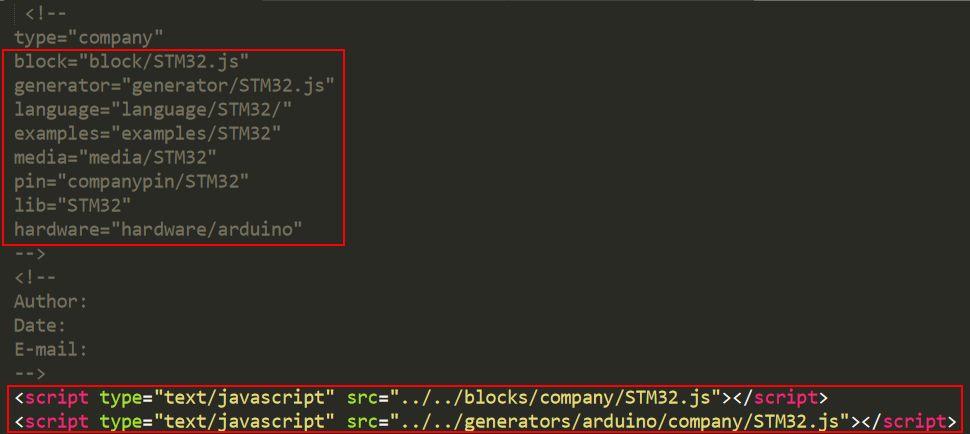 <!--
type="company"
block="block/STM32.js"
generator="generator/STM32.js"
language="language/STM32/"
examples="examples/STM32"
media="media/STM32"
pin="companypin/STM32"
lib="STM32"
hardware="hardware/arduino"
-->
<!--
Author:
Date:
E-mail:
-->
<script type="text/javascript" src="../../blocks/company/STM32.js"></script>
<script type="text/javascript" src="../../generators/arduino/company/STM32.js"></script>